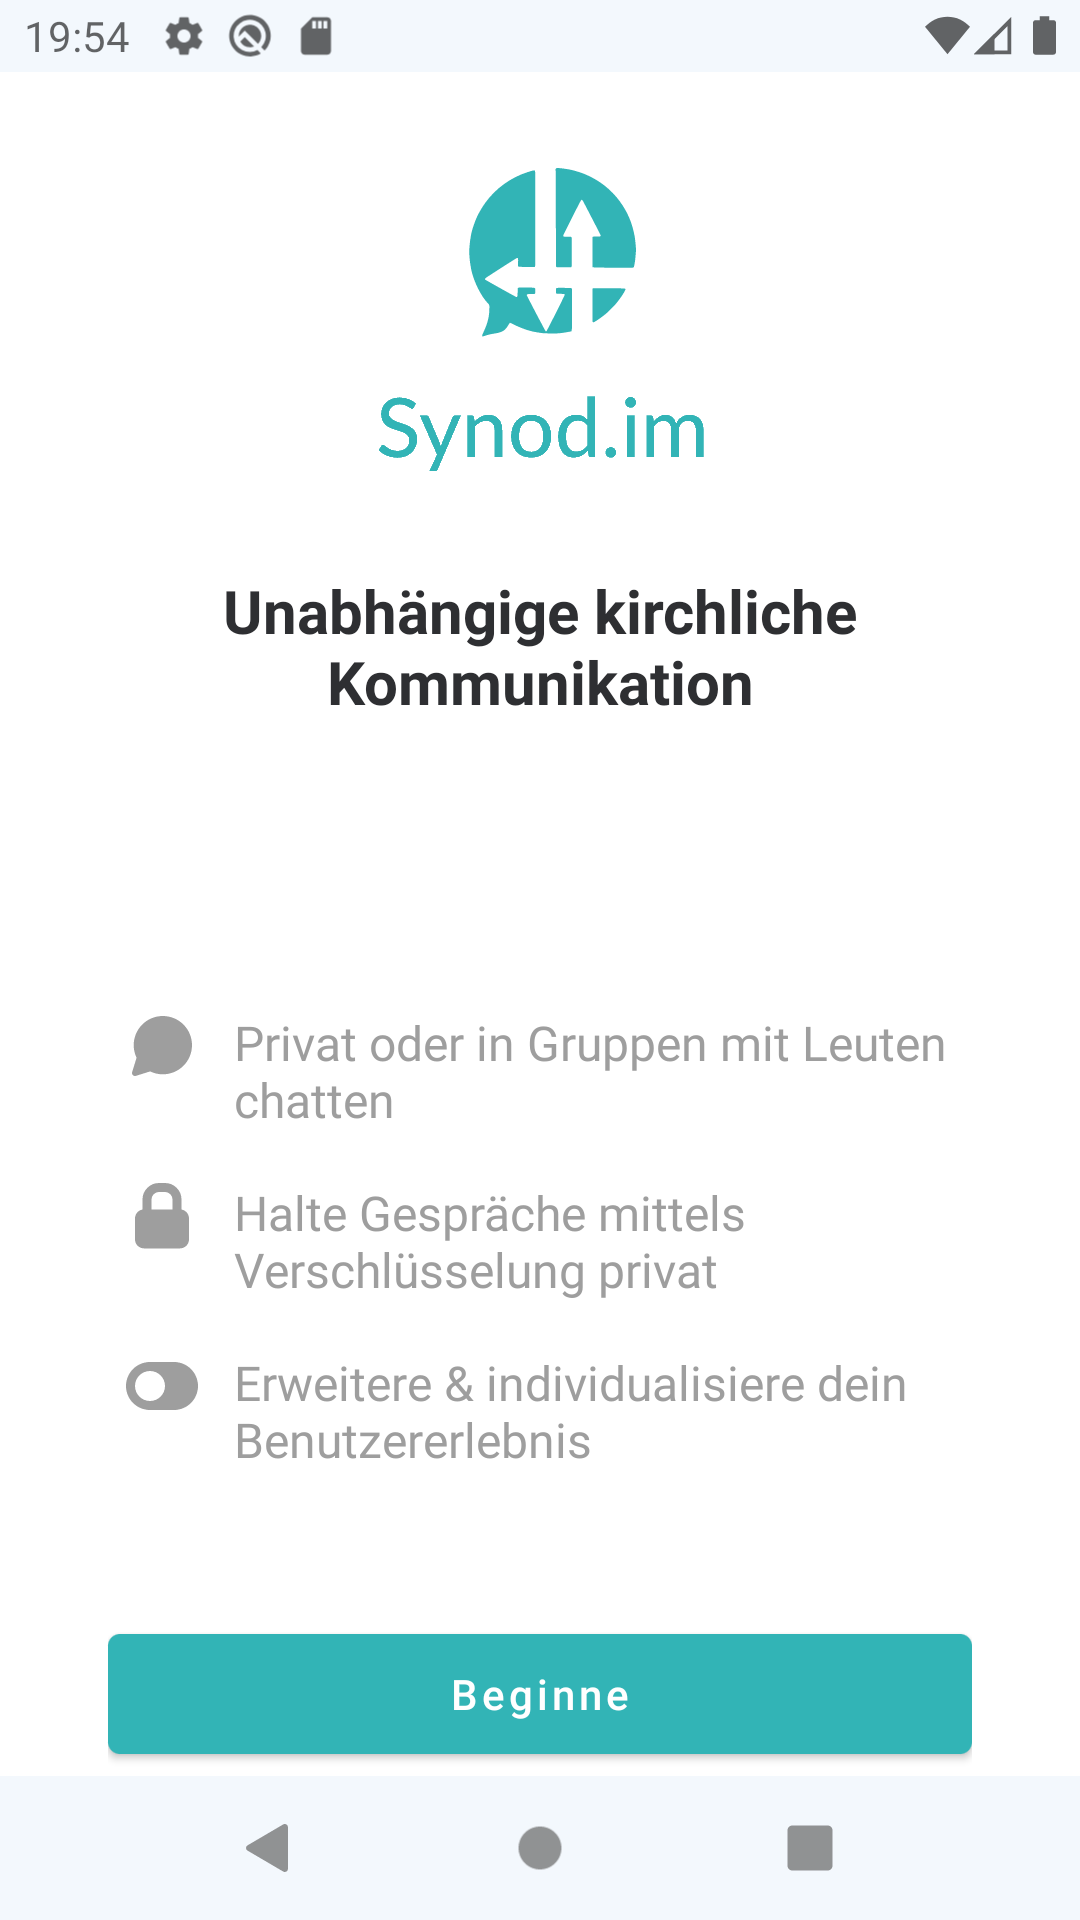 19:54
Synod.im
Unabhängige kirchliche
Kommunikation
Privat oder in Gruppen mit Leuten
chatten
Halte Gespräche mittels
Verschlüsselung privat
Erweitere & individualisiere dein
Benutzererlebnis
Beginne